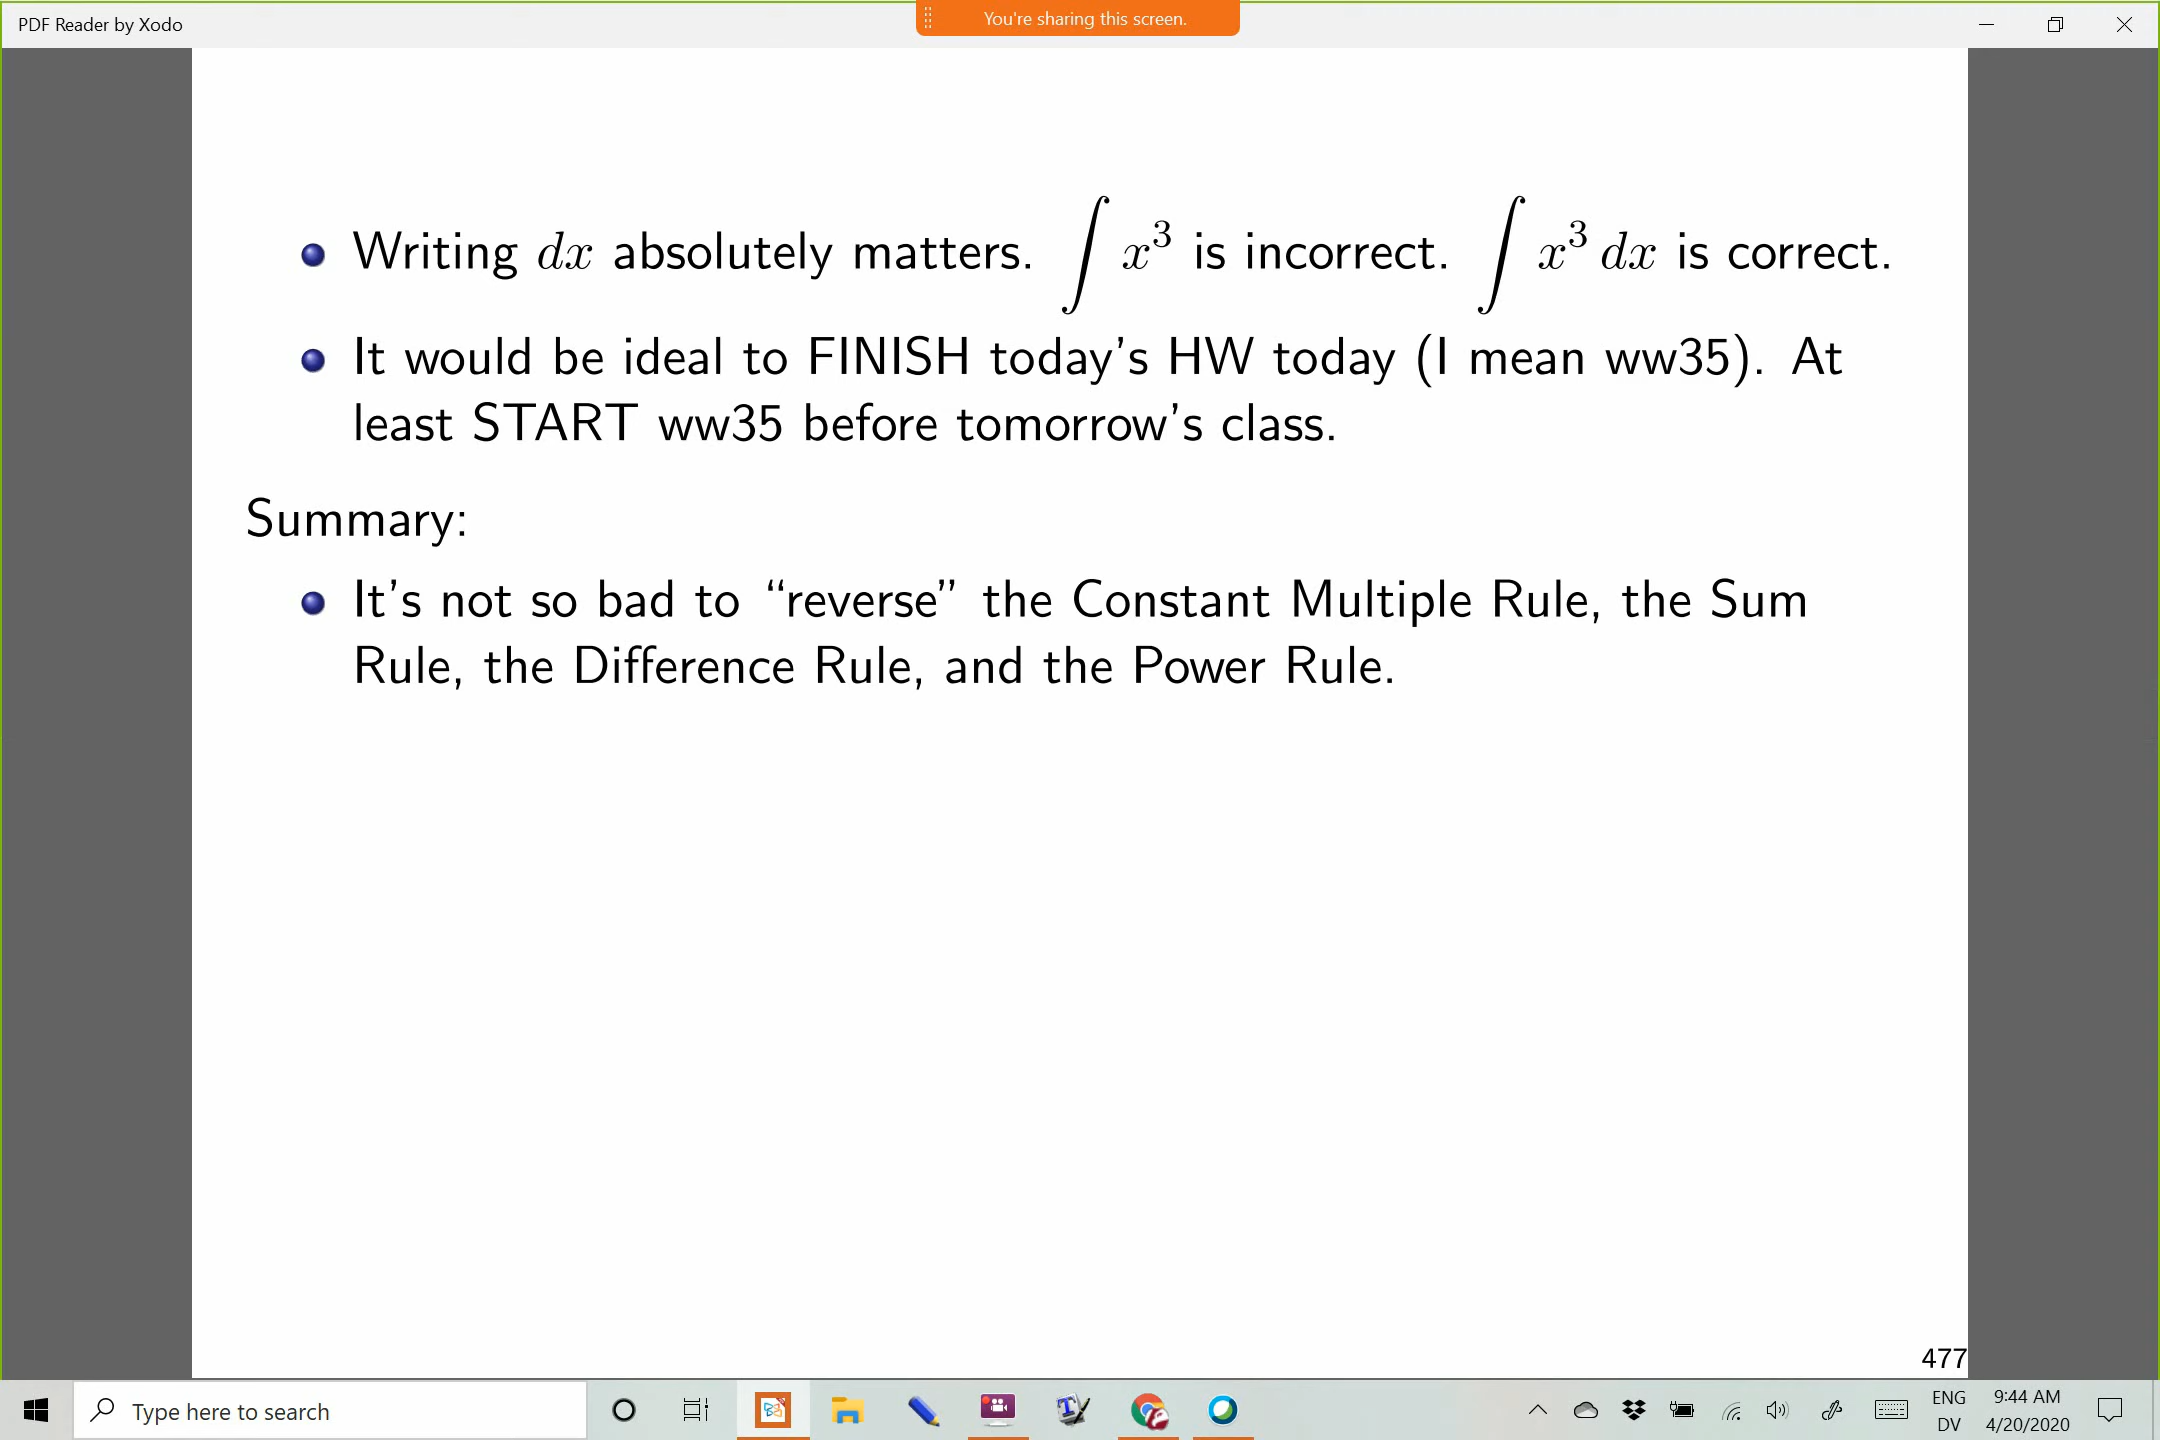 PDF Reader by Xodo
You're sharing this screen.
Writing dx absolutely matters. ∫ x³ is incorrect. ∫ x³ dx is correct.
It would be ideal to FINISH today's HW today (I mean ww35). At
least START ww35 before tomorrow's class.
Summary:
It's not so bad to “reverse” the Constant Multiple Rule, the Sum
Rule, the Difference Rule, and the Power Rule.
477
Type here to search
ENG
DV
9:44 AM
4/20/2020